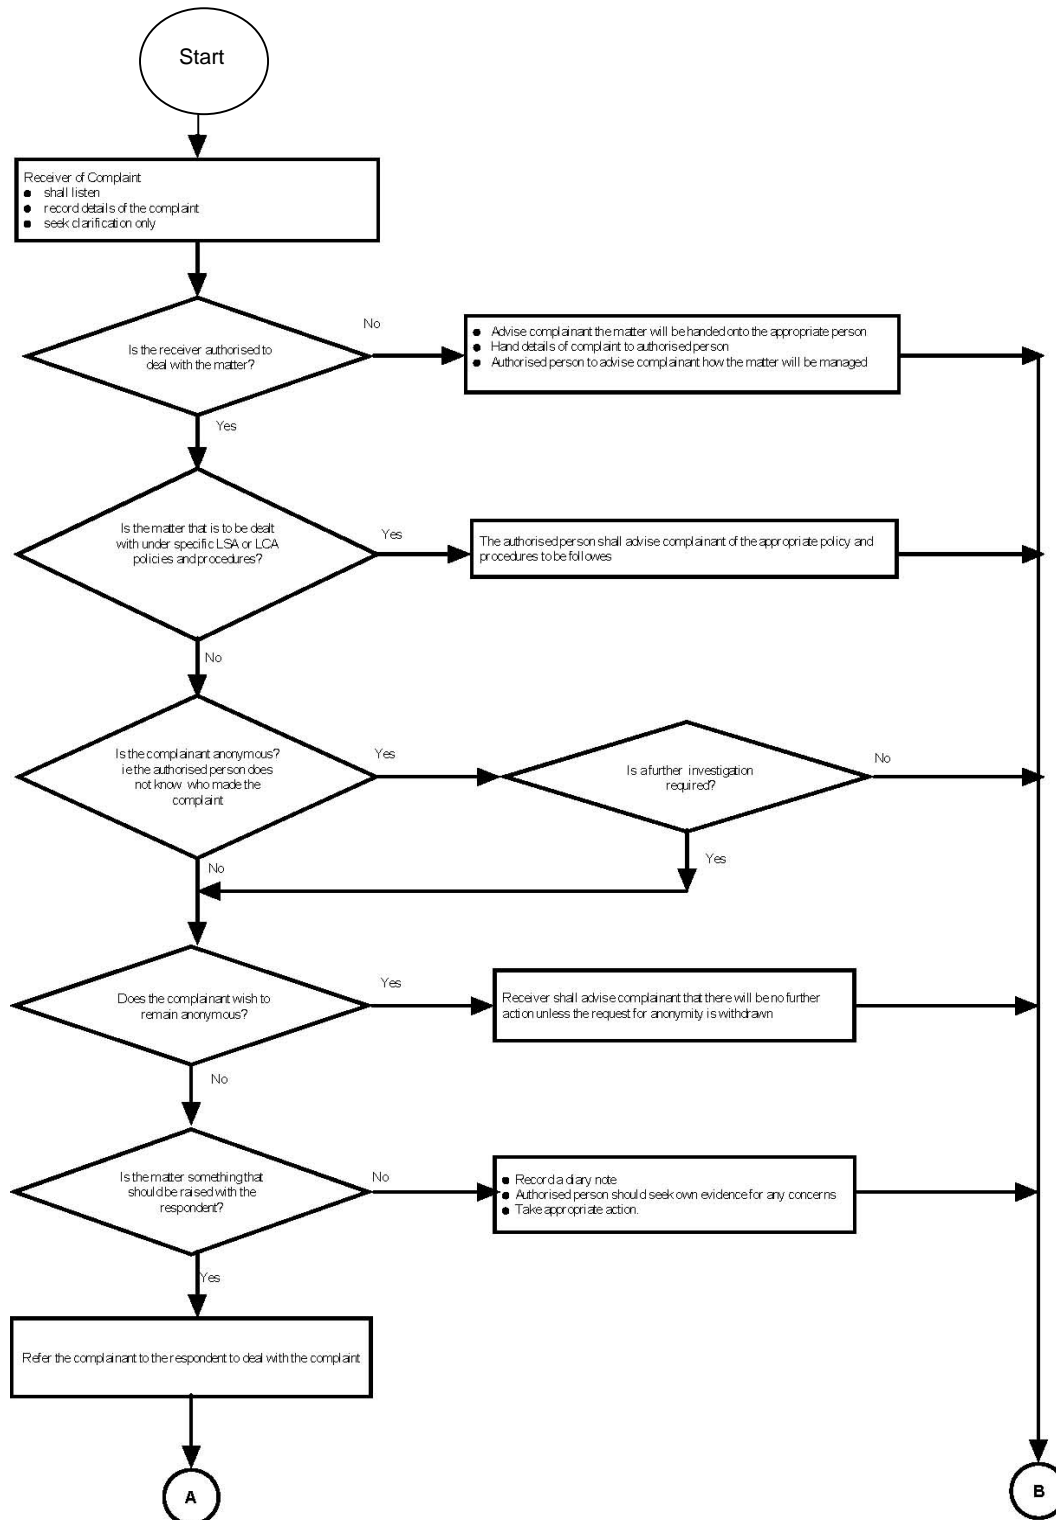 Start
Receiver of Complaint
● shall listen
● record details of the complaint
● seek clarification only
No
Is the receiver authorised to
deal with the matter?
● Advise complainant the matter will be handed onto the appropriate person
● Hand details of complaint to authorised person
● Authorised person to advise complainant how the matter will be managed
Yes
Is the matter that is to be dealt
with under specific LSA or LCA
policies and procedures?
Yes
The authorised person shall advise complainant of the appropriate policy and
procedures to be followes
No
Is the complainant anonymous?
ie the authorised person does
not know who made the
complaint
Yes
Is a further investigation
required?
No
Yes
No
Does the complainant wish to
remain anonymous?
Yes
Receiver shall advise complainant that there will be no further
action unless the request for anonymity is withdrawn
No
Is the matter something that
should be raised with the
respondent?
No
● Record a diary note
● Authorised person should seek own evidence for any concerns
● Take appropriate action.
Yes
Refer the complainant to the respondent to deal with the complaint
A
B